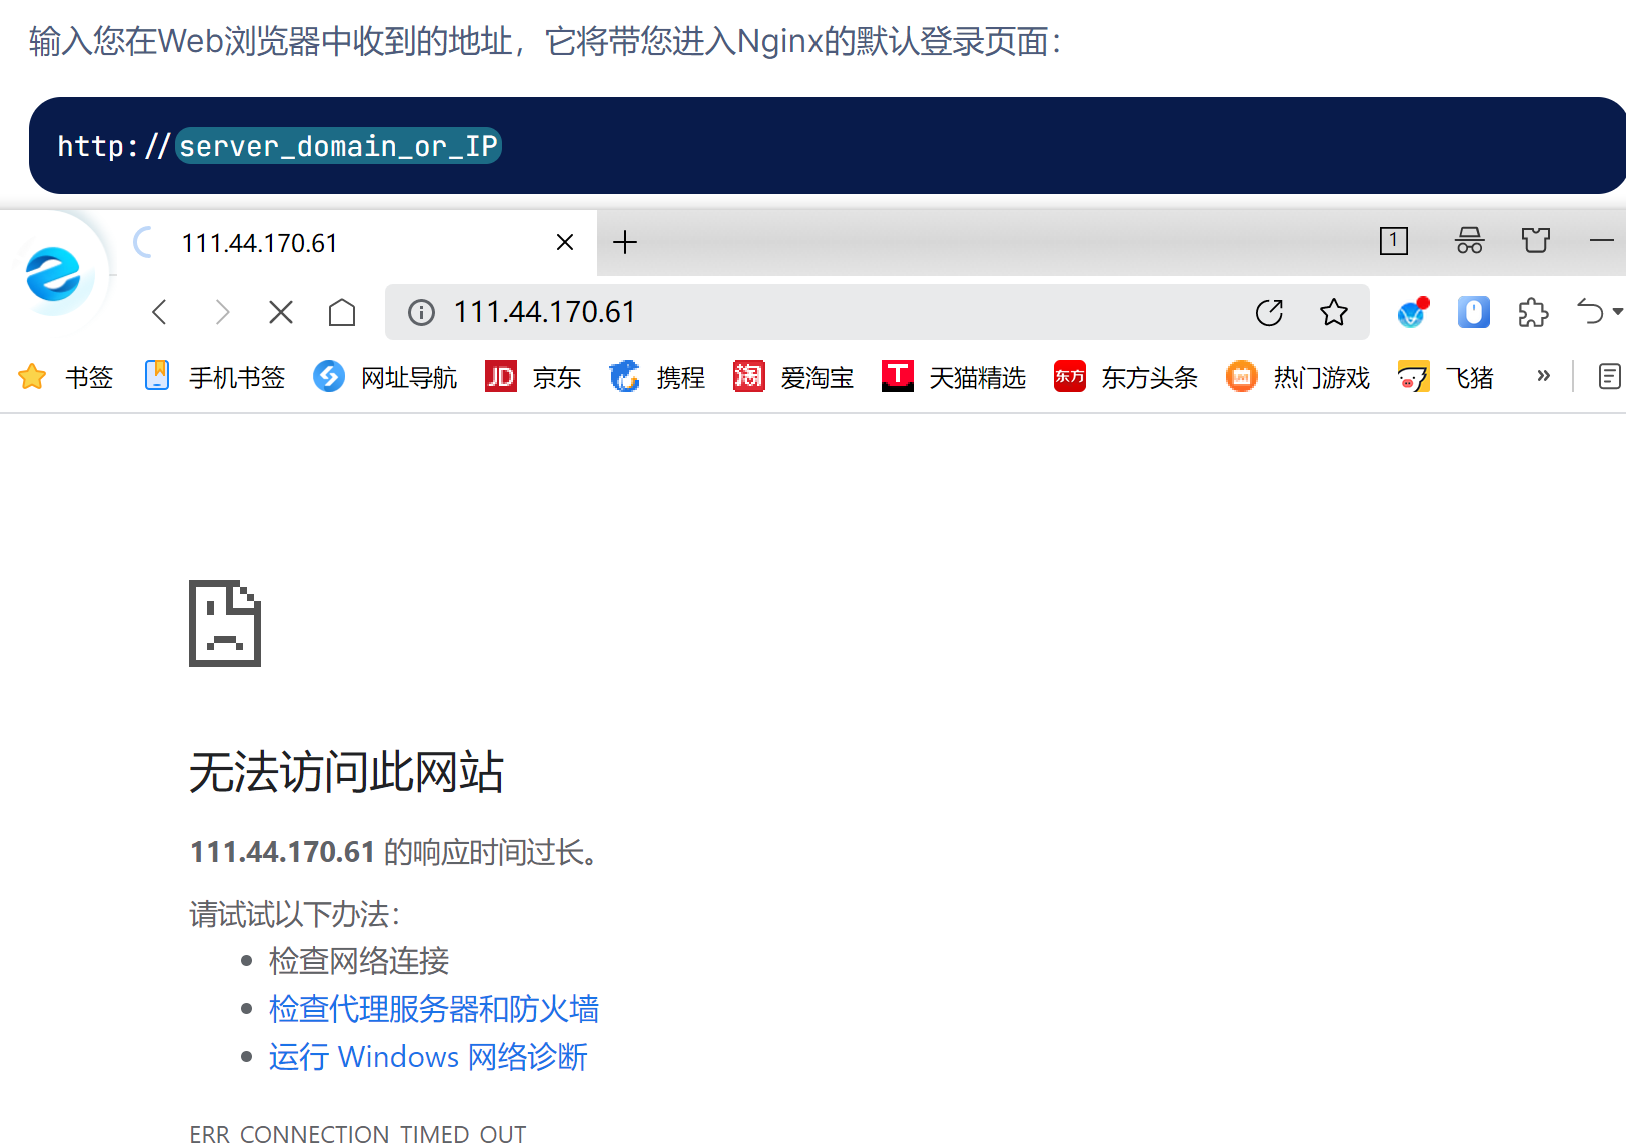 输入您在Web浏览器中收到的地址，它将带您进入Nginx的默认登录页面：
http://server_domain_or_IP
111.44.170.61
1
111.44.170.61
书签 手机书签 网址导航 JD 京东 携程 淘 爱淘宝 T 天猫精选 东方 东方头条 热门游戏 飞猪 »
无法访问此网站
111.44.170.61 的响应时间过长。
请试试以下办法：
检查网络连接
检查代理服务器和防火墙
运行 Windows 网络诊断
ERR_CONNECTION_TIMED_OUT